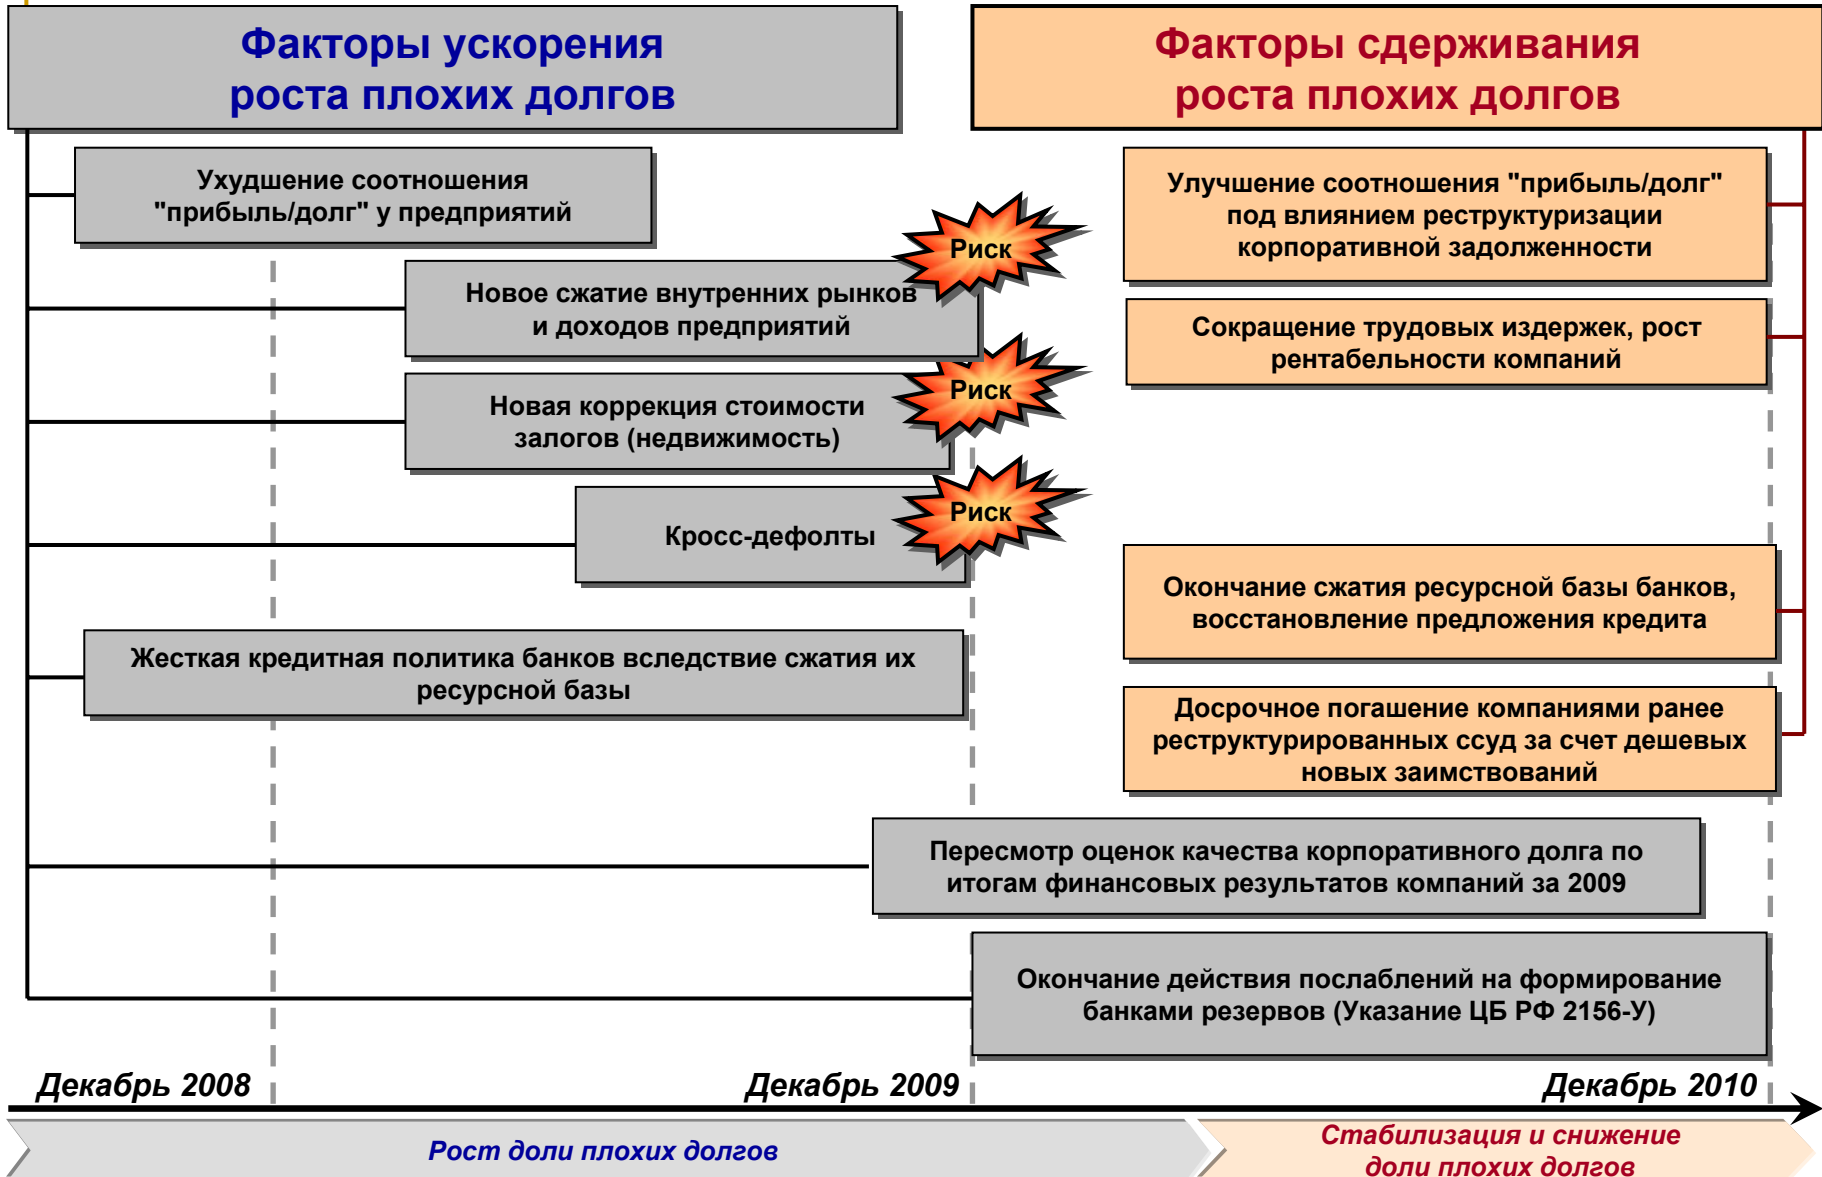 Факторы ускорения
роста плохих долгов
Факторы сдерживания
роста плохих долгов
Ухудшение соотношения
"прибыль/долг" у предприятий
Улучшение соотношения "прибыль/долг"
под влиянием реструктуризации
корпоративной задолженности
Риск
Новое сжатие внутренних рынков
и доходов предприятий
Сокращение трудовых издержек, рост
рентабельности компаний
Риск
Новая коррекция стоимости
залогов (недвижимость)
Риск
Кросс-дефолты
Окончание сжатия ресурсной базы банков,
восстановление предложения кредита
Жесткая кредитная политика банков вследствие сжатия их
ресурсной базы
Досрочное погашение компаниями ранее
реструктурированных ссуд за счет дешевых
новых заимствований
Пересмотр оценок качества корпоративного долга по
итогам финансовых результатов компаний за 2009
Окончание действия послаблений на формирование
банками резервов (Указание ЦБ РФ 2156-У)
Декабрь 2008
Декабрь 2009
Декабрь 2010
Рост доли плохих долгов
Стабилизация и снижение
доли плохих долгов